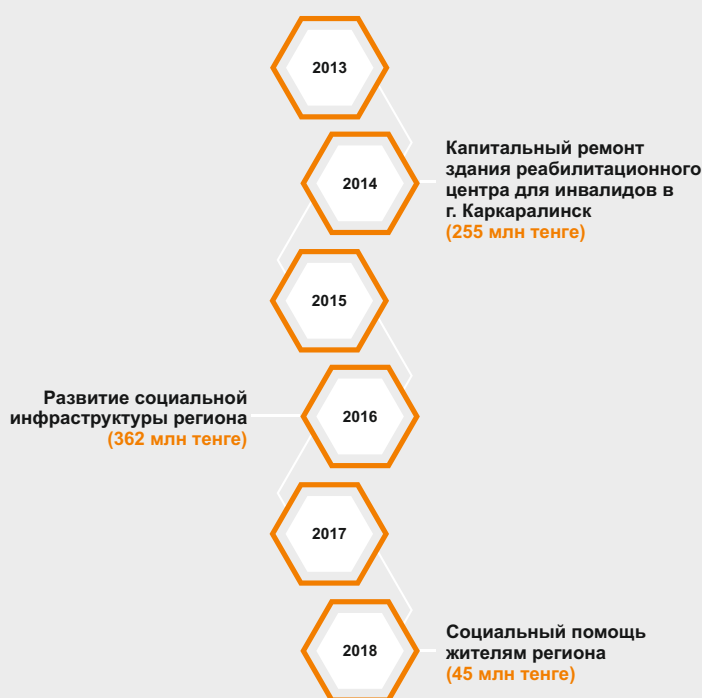 2013
2014
Капитальный ремонт
здания реабилитационного
центра для инвалидов в
г. Каркаралинск
(255 млн тенге)
2015
Развитие социальной
инфраструктуры региона
(362 млн тенге)
2016
2017
2018
Социальный помощь
жителям региона
(45 млн тенге)